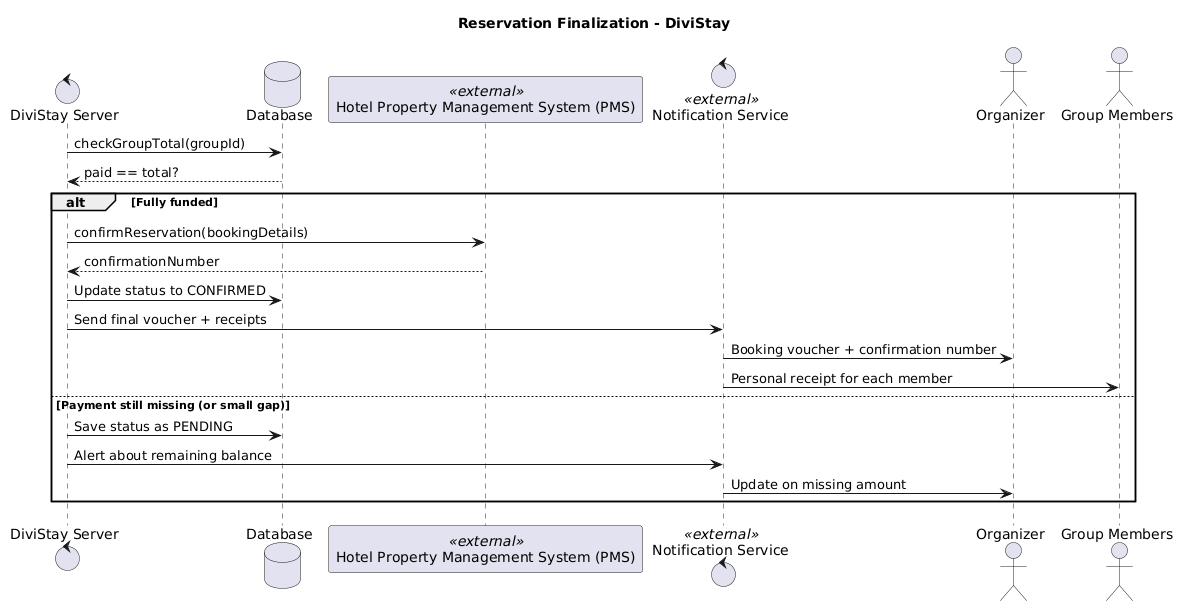 Reservation Finalization - DiviStay
DiviStay Server
Database
«external»
Hotel Property Management System (PMS)
«external»
Notification Service
Organizer
Group Members
checkGroupTotal(groupId)
paid == total?
alt
[Fully funded]
confirmReservation(bookingDetails)
confirmationNumber
Update status to CONFIRMED
Send final voucher + receipts
Booking voucher + confirmation number
Personal receipt for each member
[Payment still missing (or small gap)]
Save status as PENDING
Alert about remaining balance
Update on missing amount
DiviStay Server
Database
«external»
Hotel Property Management System (PMS)
«external»
Notification Service
Organizer
Group Members